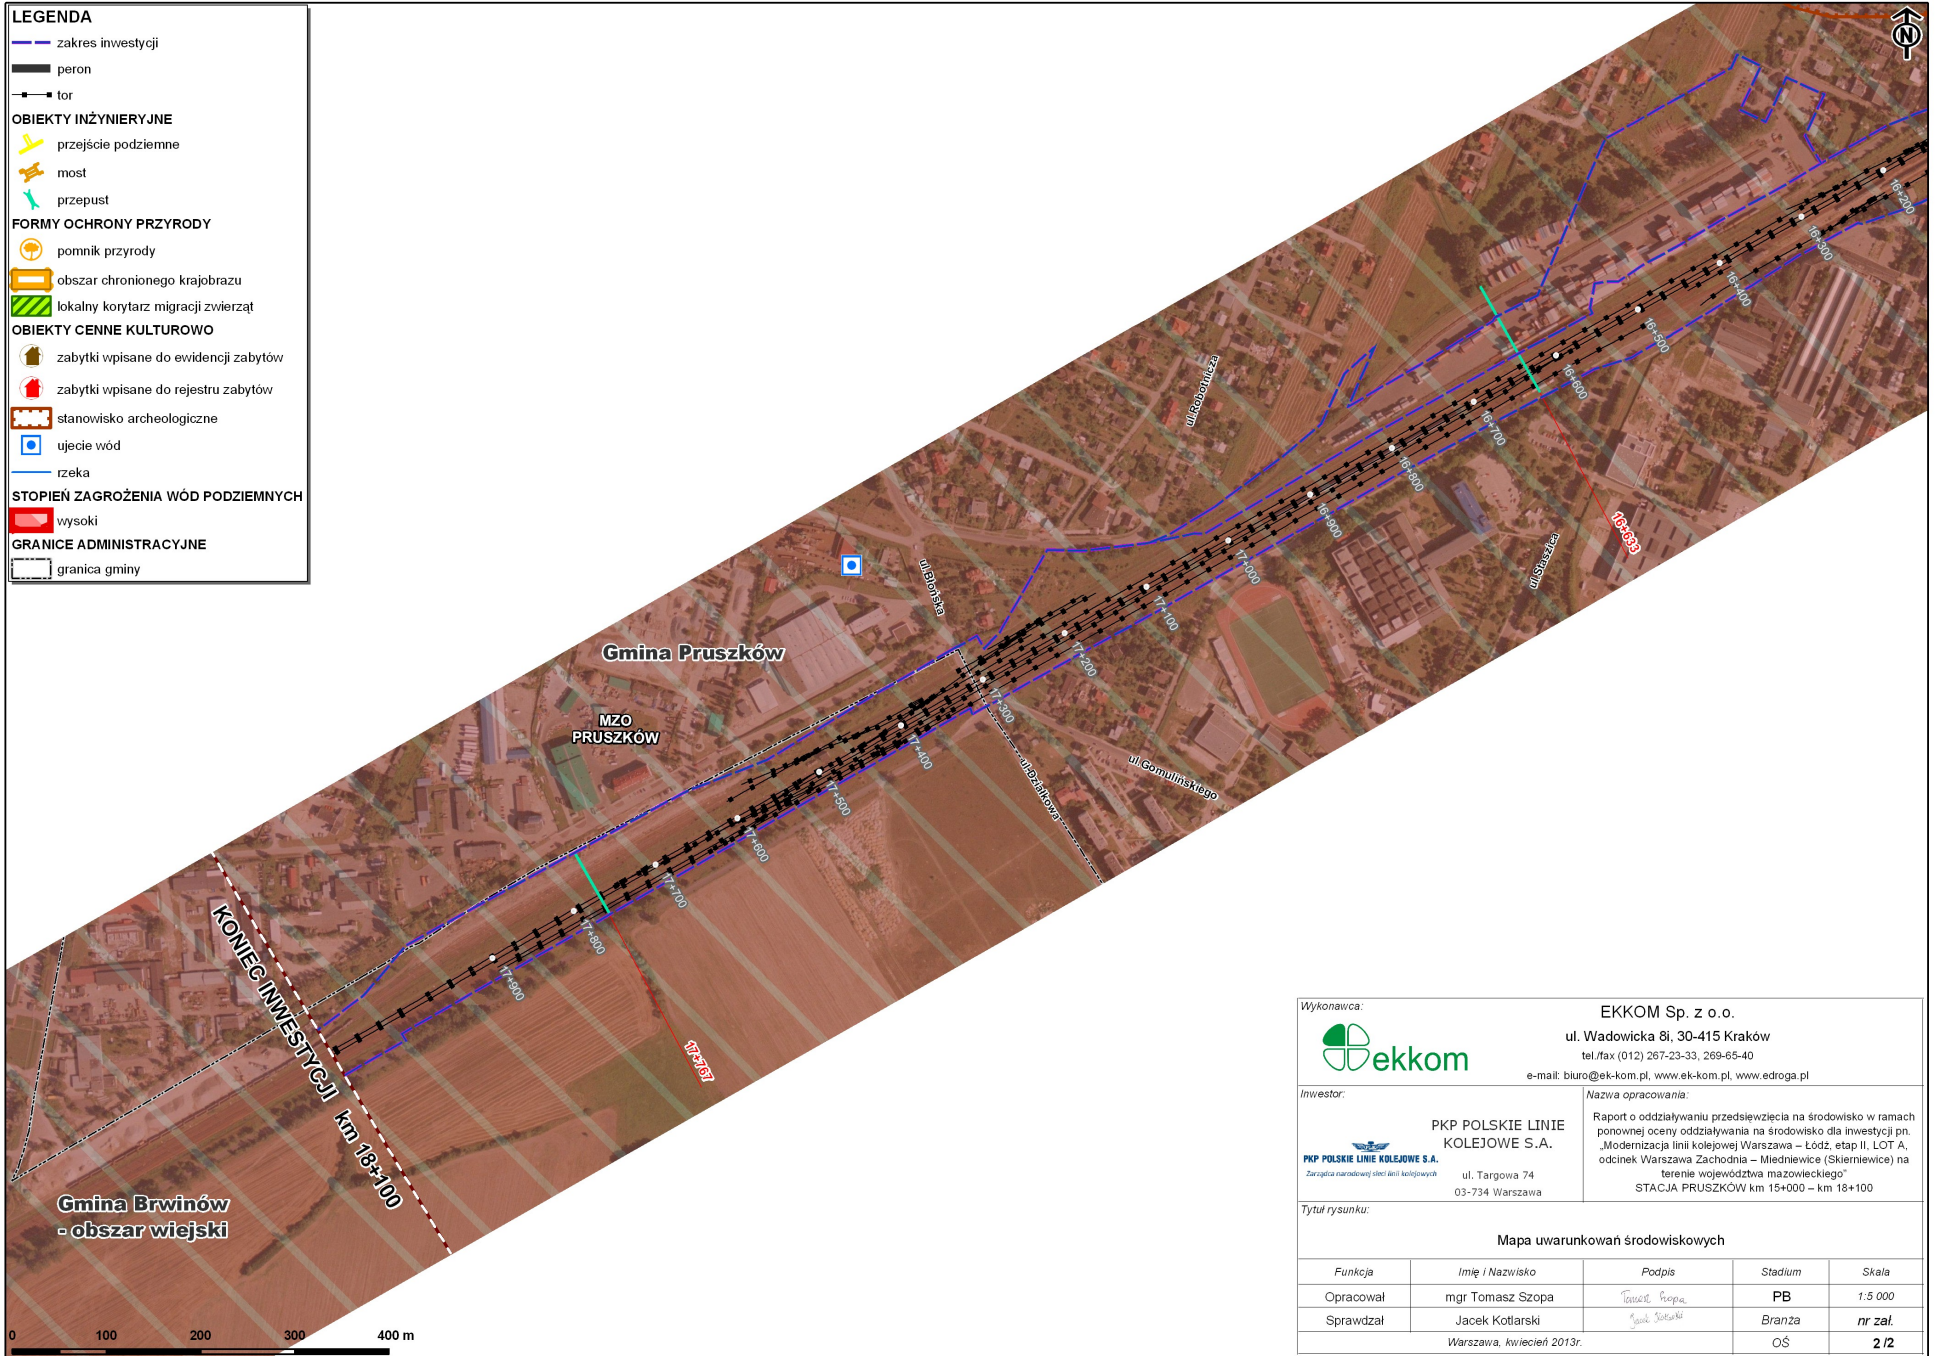 LEGENDA
zakres inwestycji
peron
tor
OBIEKTY INŻYNIERYJNE
przejście podziemne
most
przepust
FORMY OCHRONY PRZYRODY
pomnik przyrody
obszar chronionego krajobrazu
lokalny korytarz migracji zwierząt
OBIEKTY CENNE KULTUROWO
zabytki wpisane do ewidencji zabytów
zabytki wpisane do rejestru zabytów
stanowisko archeologiczne
ujecie wód
rzeka
STOPIEŃ ZAGROŻENIA WÓD PODZIEMNYCH
wysoki
GRANICE ADMINISTRACYJNE
granica gminy
N
16+200
16+300
16+400
16+500
16+600
16+700
16+800
16+900
17+000
17+100
17+200
17+300
17+400
17+500
17+600
17+700
17+800
17+900
16+633
17+767
ul.Robotnicza
ul.Staszica
ul.Błońska
ul.Gomulińskiego
ul.Działkowa
Gmina Pruszków
MZO
PRUSZKÓW
KONIEC INWESTYCJI km 18+100
Gmina Brwinów
- obszar wiejski
0 100 200 300 400 m
Wykonawca:
ekkom
EKKOM Sp. z o.o.
ul. Wadowicka 8i, 30-415 Kraków
tel./fax (012) 267-23-33, 269-65-40
e-mail: biuro@ek-kom.pl, www.ek-kom.pl, www.edroga.pl
Inwestor:
PKP POLSKIE LINIE KOLEJOWE S.A.
Zarządca narodowej sieci linii kolejowych
PKP POLSKIE LINIE
KOLEJOWE S.A.
ul. Targowa 74
03-734 Warszawa
Nazwa opracowania:
Raport o oddziaływaniu przedsięwzięcia na środowisko w ramach
ponownej oceny oddziaływania na środowisko dla inwestycji pn.
„Modernizacja linii kolejowej Warszawa – Łódź, etap II, LOT A,
odcinek Warszawa Zachodnia – Miedniewice (Skierniewice) na
terenie województwa mazowieckiego”
STACJA PRUSZKÓW km 15+000 – km 18+100
Tytuł rysunku:
Mapa uwarunkowań środowiskowych
Funkcja Imię i Nazwisko Podpis Stadium Skala
Opracował mgr Tomasz Szopa Tomasz Szopa PB 1:5 000
Sprawdzał Jacek Kotlarski Jacek Kotlarski Branża nr zał.
Warszawa, kwiecień 2013r. OŚ 2 /2